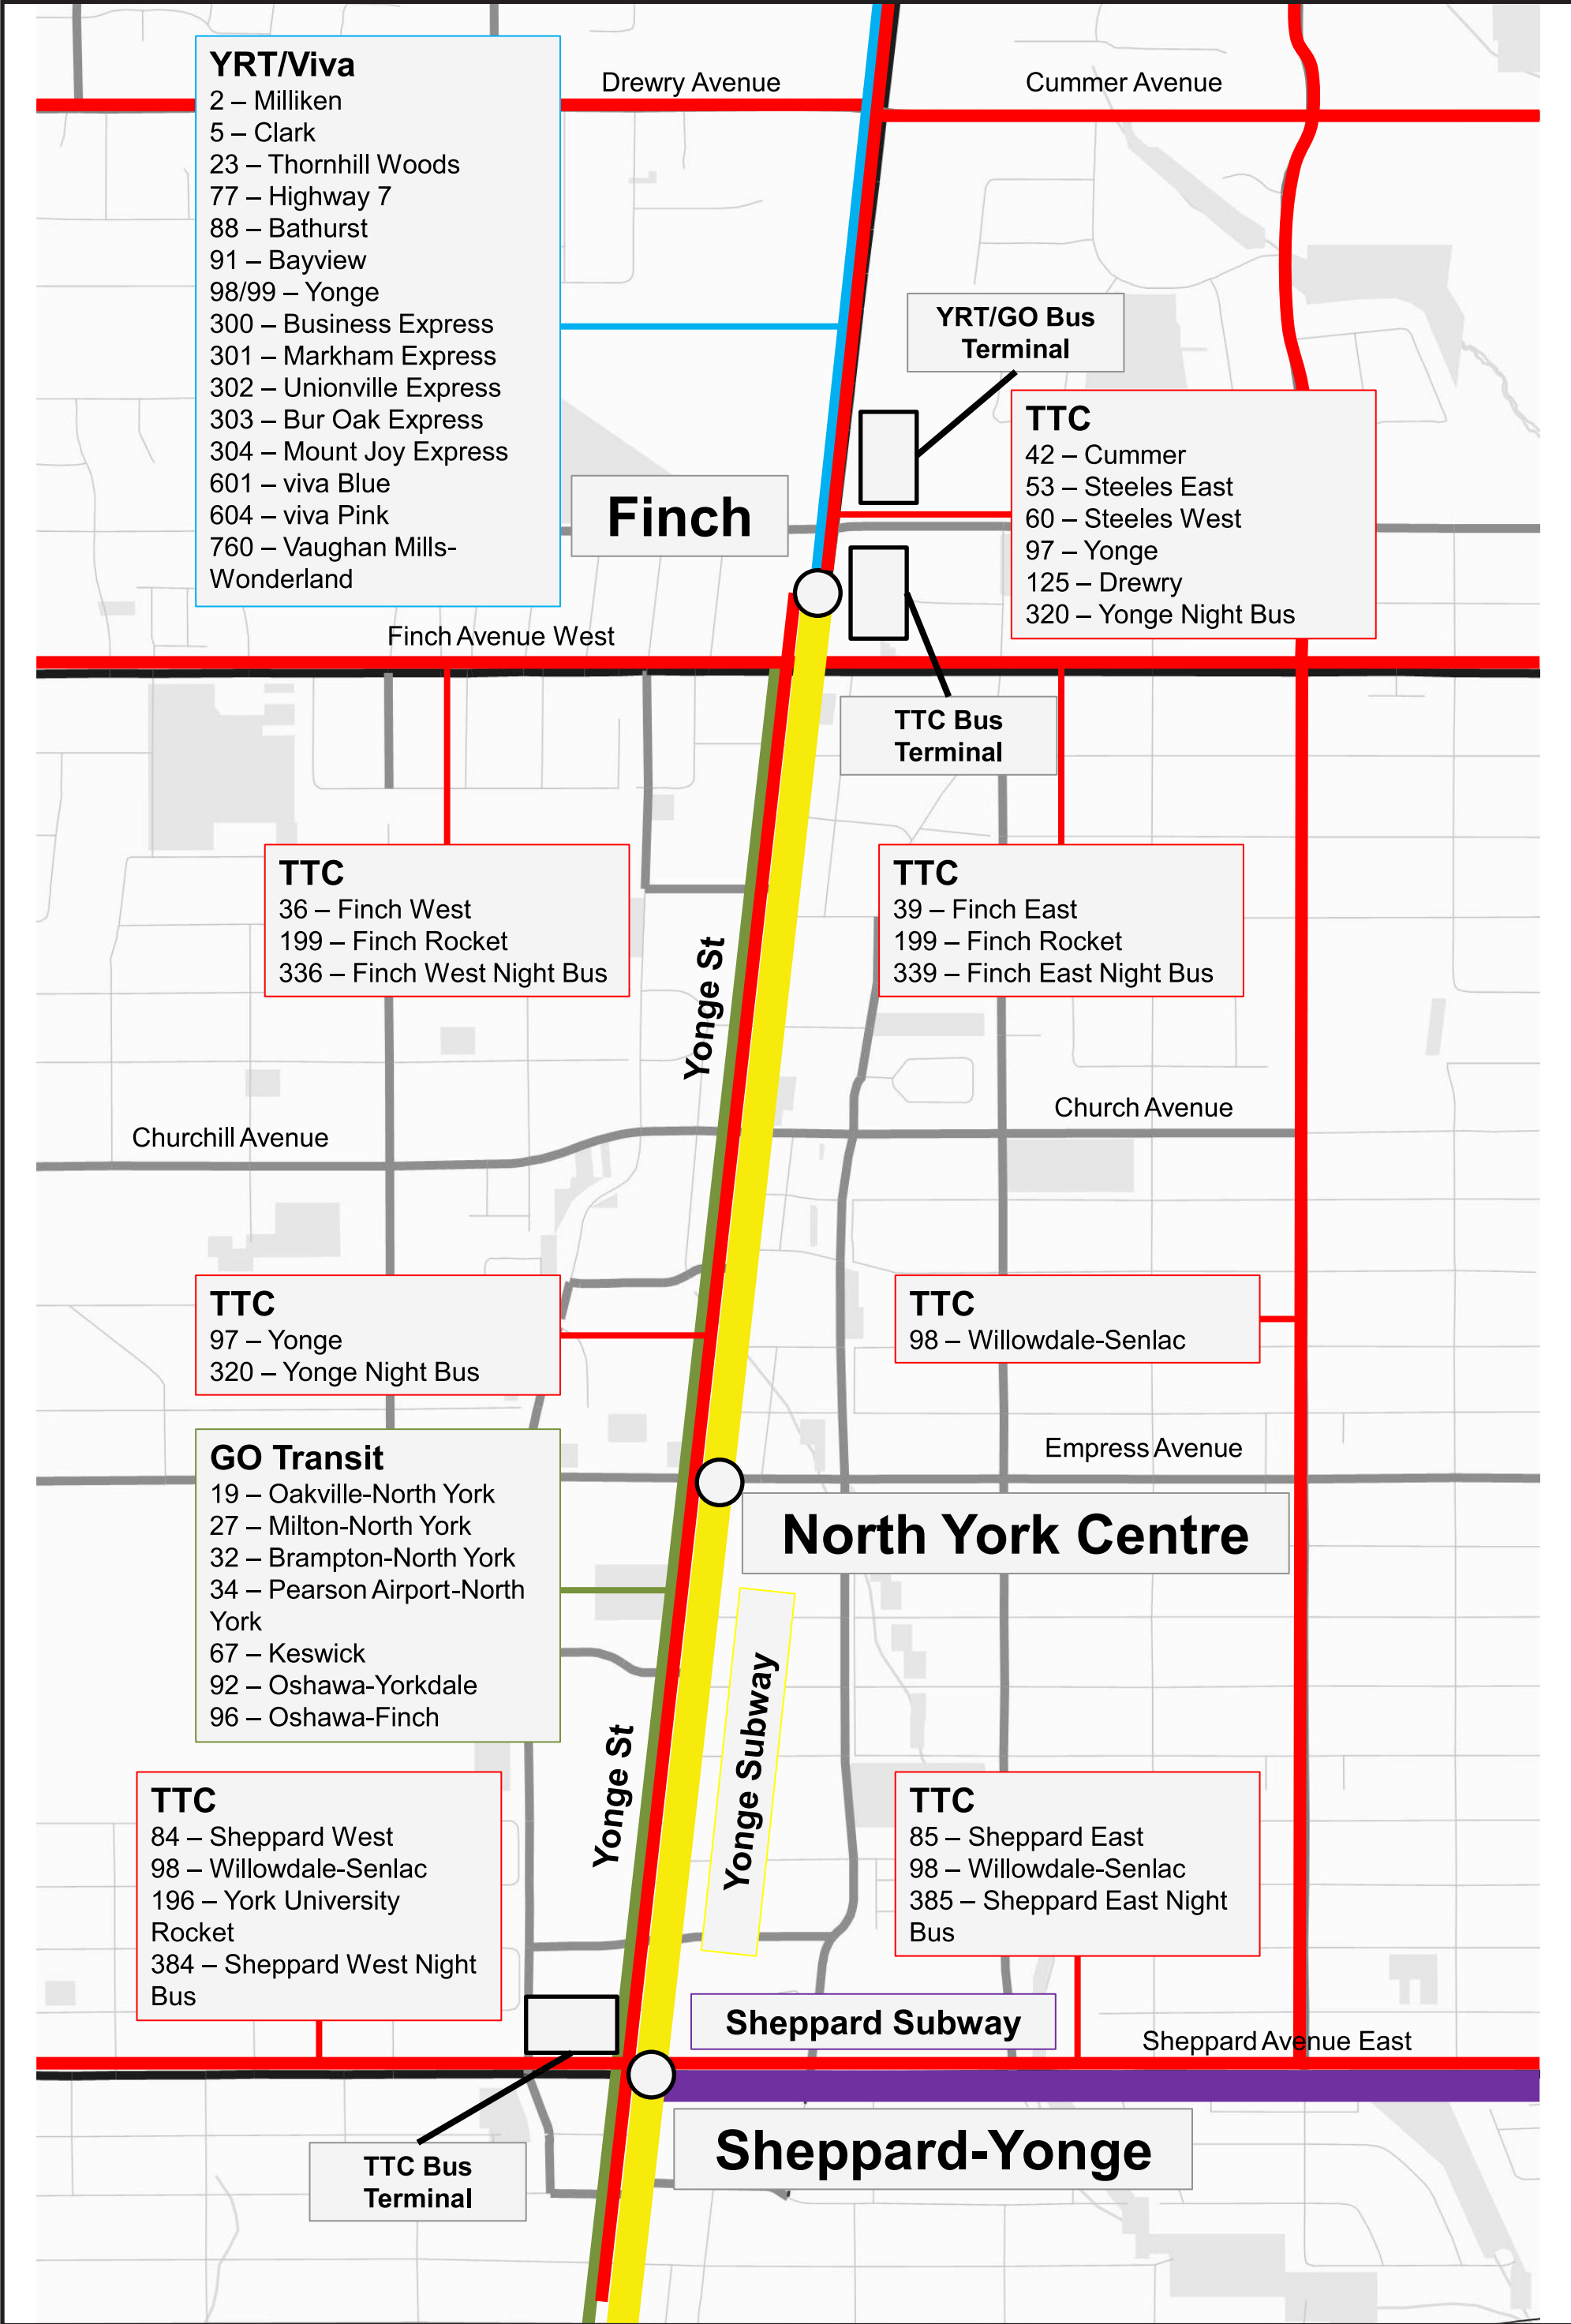 YRT/Viva
2 – Milliken
5 – Clark
23 – Thornhill Woods
77 – Highway 7
88 – Bathurst
91 – Bayview
98/99 – Yonge
300 – Business Express
301 – Markham Express
302 – Unionville Express
303 – Bur Oak Express
304 – Mount Joy Express
601 – viva Blue
604 – viva Pink
760 – Vaughan Mills-
Wonderland
Drewry Avenue
Cummer Avenue
YRT/GO Bus
Terminal
TTC
42 – Cummer
53 – Steeles East
60 – Steeles West
97 – Yonge
125 – Drewry
320 – Yonge Night Bus
Finch
Finch Avenue West
TTC Bus
Terminal
TTC
36 – Finch West
199 – Finch Rocket
336 – Finch West Night Bus
TTC
39 – Finch East
199 – Finch Rocket
339 – Finch East Night Bus
Yonge St
Churchill Avenue
Church Avenue
TTC
97 – Yonge
320 – Yonge Night Bus
TTC
98 – Willowdale-Senlac
GO Transit
19 – Oakville-North York
27 – Milton-North York
32 – Brampton-North York
34 – Pearson Airport-North
York
67 – Keswick
92 – Oshawa-Yorkdale
96 – Oshawa-Finch
Empress Avenue
North York Centre
Yonge St
Yonge Subway
TTC
84 – Sheppard West
98 – Willowdale-Senlac
196 – York University
Rocket
384 – Sheppard West Night
Bus
TTC
85 – Sheppard East
98 – Willowdale-Senlac
385 – Sheppard East Night
Bus
Sheppard Subway
Sheppard Avenue East
Sheppard-Yonge
TTC Bus
Terminal